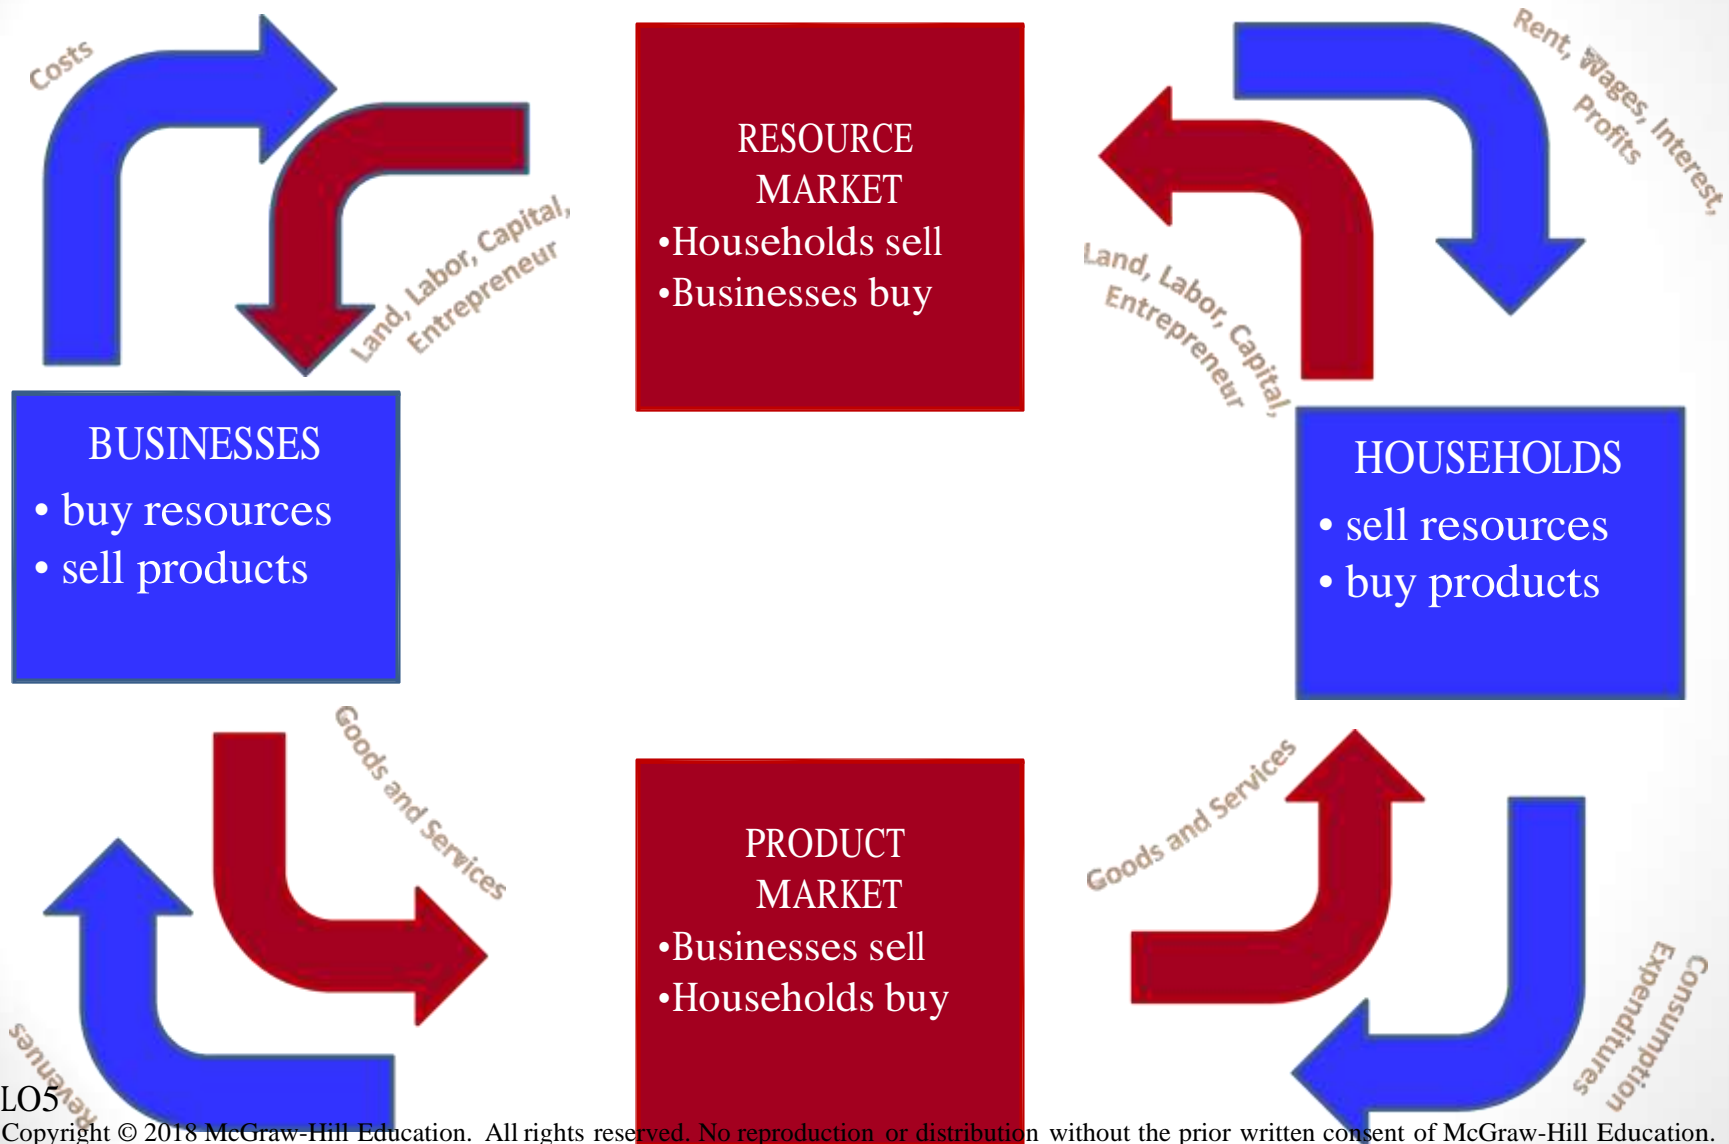 Costs
Land, Labor, Capital,
Entrepreneur
RESOURCE
MARKET
•Households sell
•Businesses buy
Rent, Wages, Interest,
Profits
Land, Labor, Capital,
Entrepreneur
BUSINESSES
• buy resources
• sell products
HOUSEHOLDS
• sell resources
• buy products
Goods and Services
PRODUCT
MARKET
•Businesses sell
•Households buy
Goods and Services
Consumption
Expenditures
Revenues
LO5
Copyright © 2018 McGraw-Hill Education. All rights reserved. No reproduction or distribution without the prior written consent of McGraw-Hill Education.